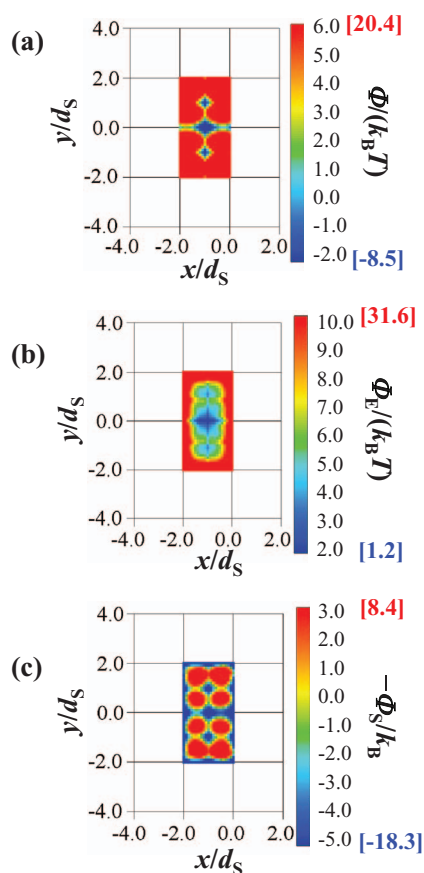 (a)
4.0
2.0
0.0
-2.0
-4.0
y/dS
-4.0 -2.0 0.0 2.0
x/dS
6.0 [20.4]
5.0
4.0
3.0
2.0
1.0
0.0
-1.0
-2.0 [-8.5]
Φ/(kBT)
(b)
4.0
2.0
0.0
-2.0
-4.0
y/dS
-4.0 -2.0 0.0 2.0
x/dS
10.0 [31.6]
9.0
8.0
7.0
6.0
5.0
4.0
3.0
2.0 [1.2]
ΦE/(kBT)
(c)
4.0
2.0
0.0
-2.0
-4.0
y/dS
-4.0 -2.0 0.0 2.0
x/dS
3.0 [8.4]
2.0
1.0
0.0
-1.0
-2.0
-3.0
-4.0
-5.0 [-18.3]
−ΦS/kB